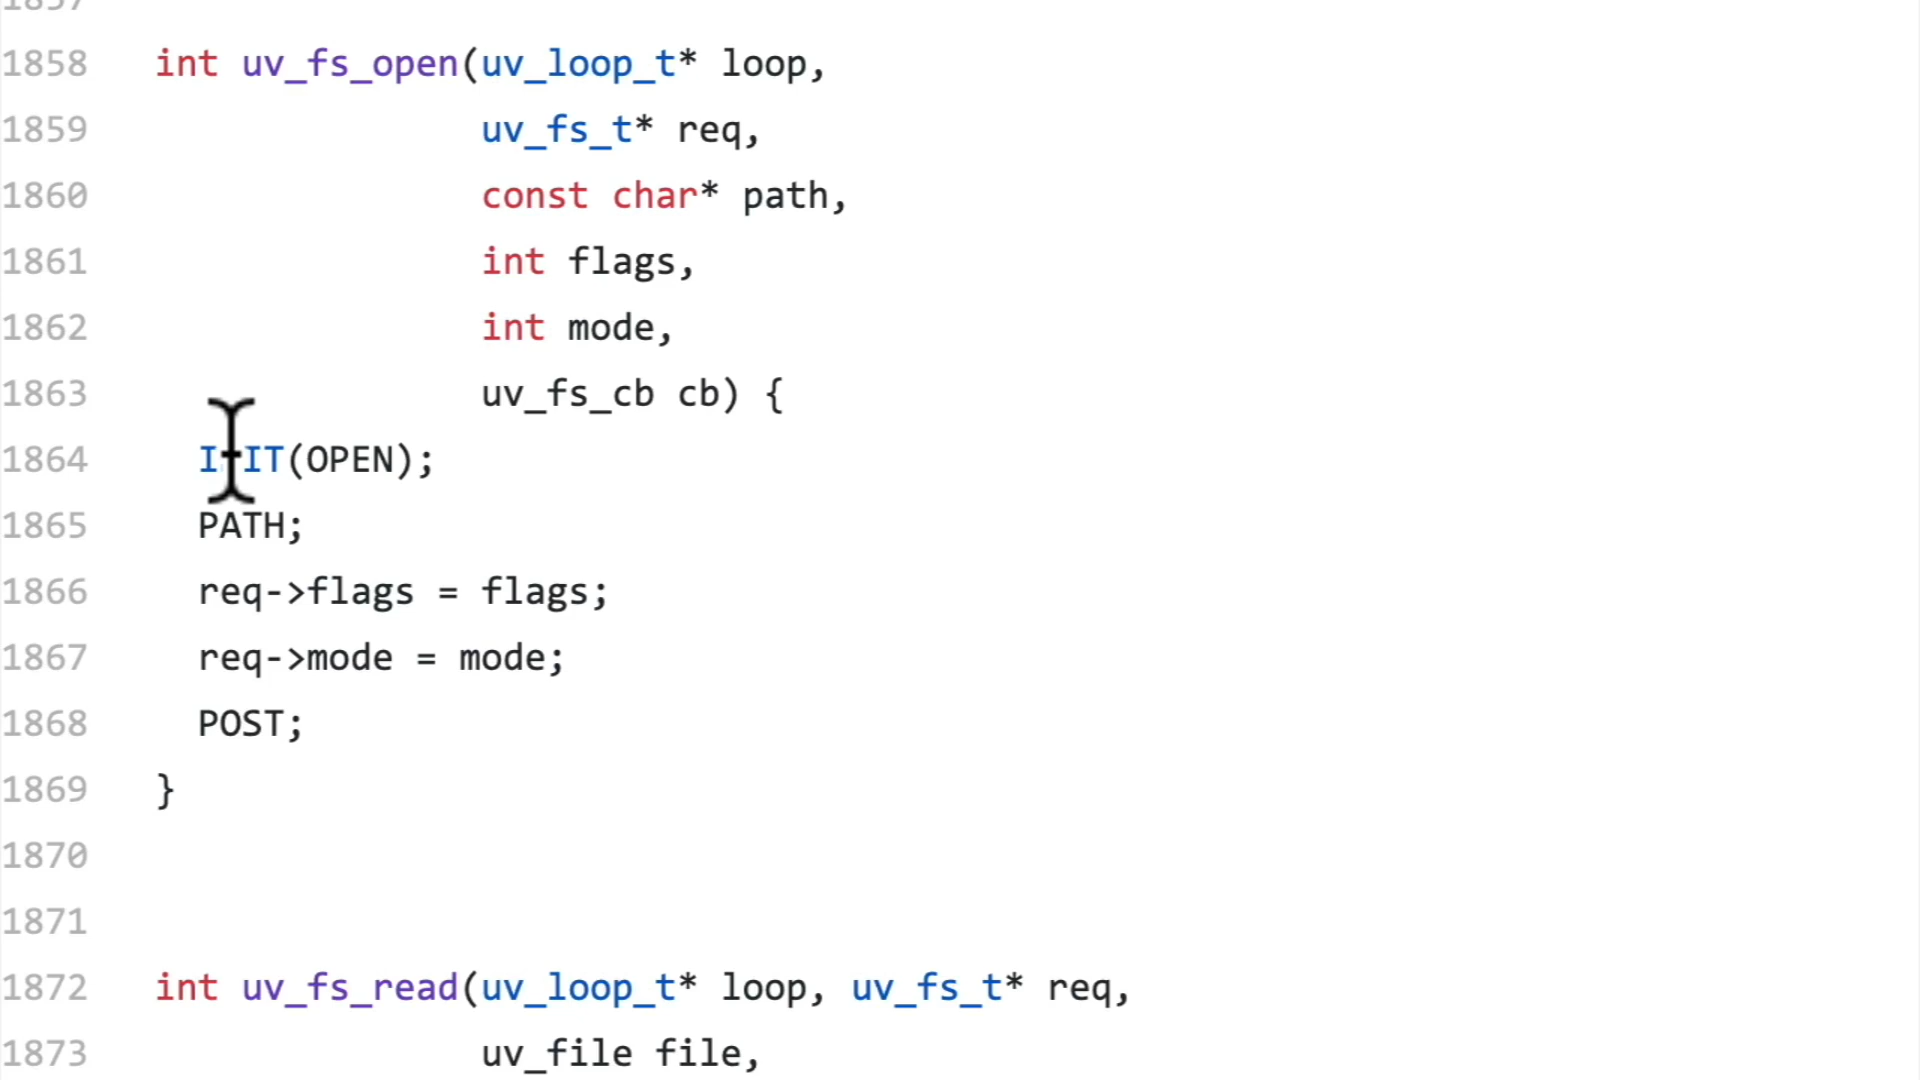 1857
1858 int uv_fs_open(uv_loop_t* loop,
1859 uv_fs_t* req,
1860 const char* path,
1861 int flags,
1862 int mode,
1863 uv_fs_cb cb) {
1864 INIT(OPEN);
1865 PATH;
1866 req->flags = flags;
1867 req->mode = mode;
1868 POST;
1869 }
1870
1871
1872 int uv_fs_read(uv_loop_t* loop, uv_fs_t* req,
1873 uv_file file,